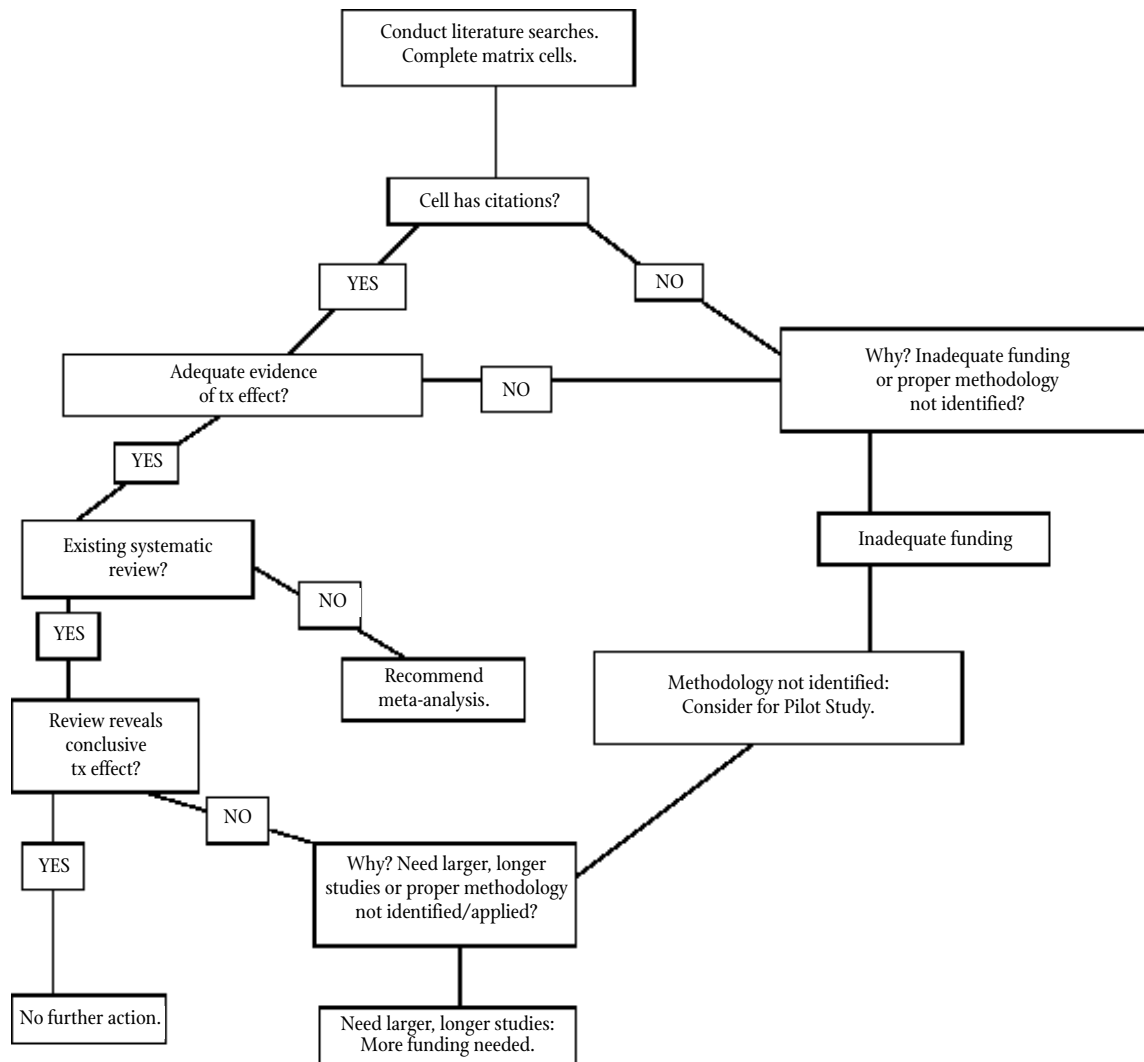 Conduct literature searches.
Complete matrix cells.
Cell has citations?
YES
NO
Why? Inadequate funding
or proper methodology
not identified?
Adequate evidence
of tx effect?
NO
YES
Existing systematic
review?
Inadequate funding
NO
YES
Recommend
meta-analysis.
Methodology not identified:
Consider for Pilot Study.
Review reveals
conclusive
tx effect?
NO
YES
Why? Need larger, longer
studies or proper methodology
not identified/applied?
No further action.
Need larger, longer studies:
More funding needed.